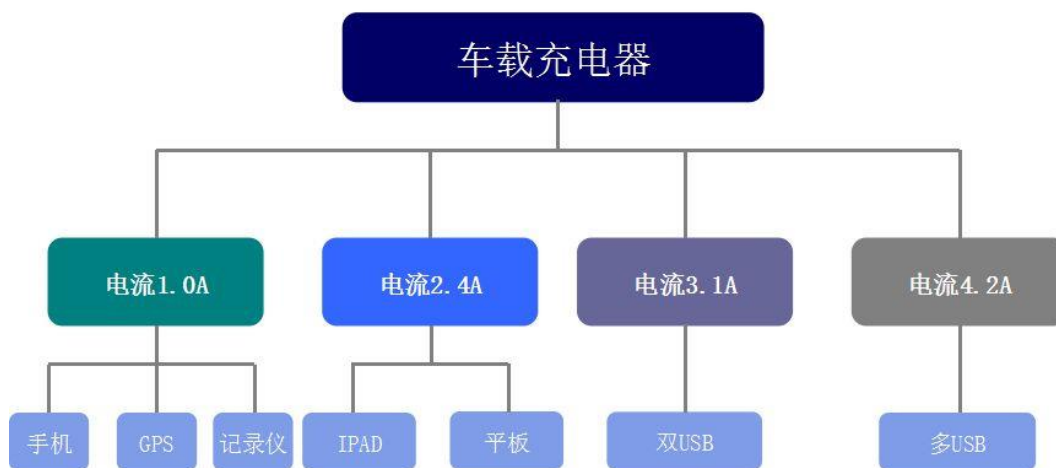 车载充电器
电流1.0A
电流2.4A
电流3.1A
电流4.2A
手机
GPS
记录仪
IPAD
平板
双USB
多USB